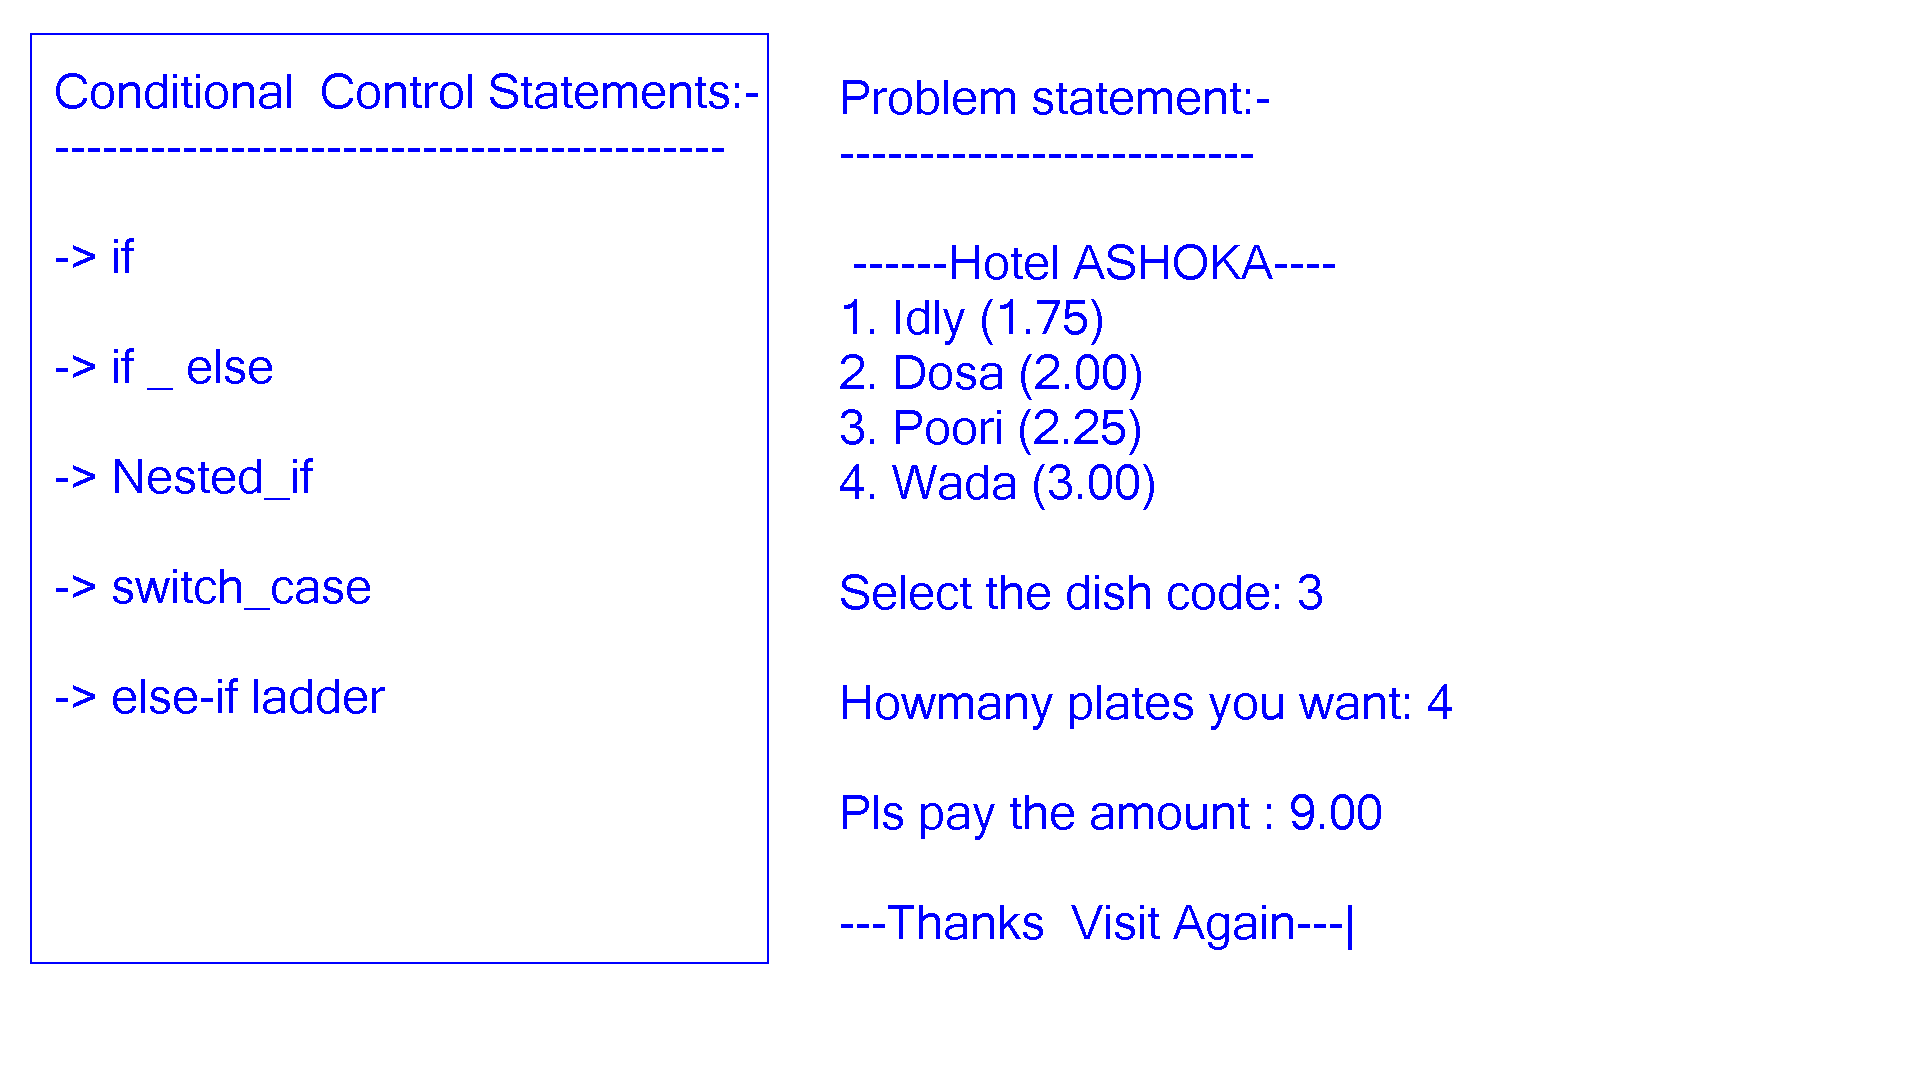 Conditional  Control Statements:-
------------------------------------------
-> if
-> if _ else
-> Nested_if
-> switch_case
-> else-if ladder
Problem statement:-
--------------------------
------Hotel ASHOKA----
1. Idly (1.75)
2. Dosa (2.00)
3. Poori (2.25)
4. Wada (3.00)
Select the dish code: 3
Howmany plates you want: 4
Pls pay the amount : 9.00
---Thanks  Visit Again---|